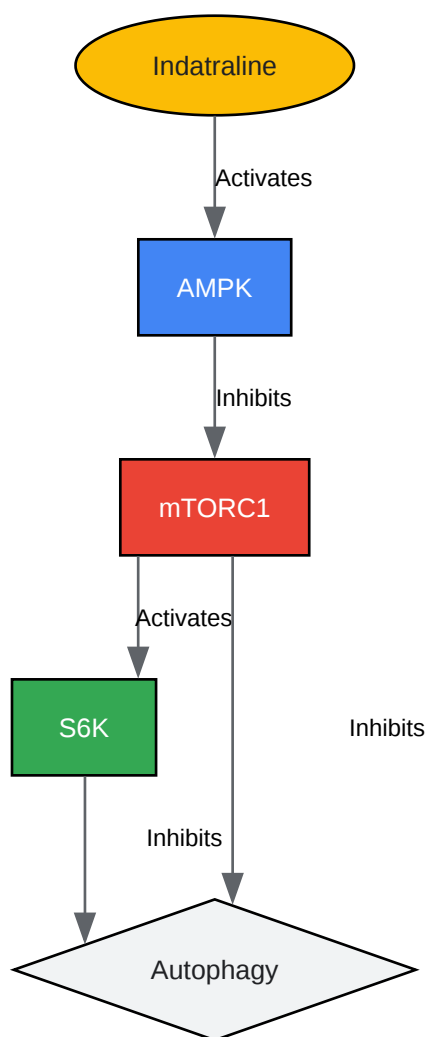 Indatraline
Activates
AMPK
Inhibits
mTORC1
Activates
S6K
Inhibits
Inhibits
Autophagy